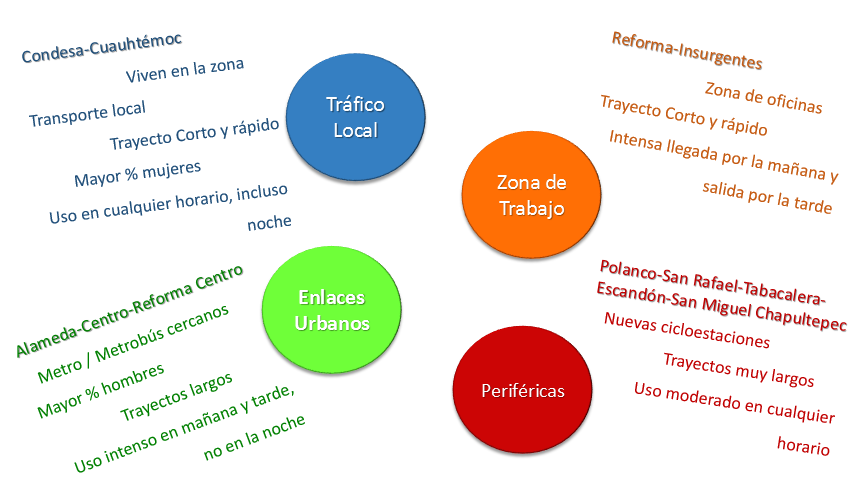 Condesa-Cuauhtémoc
Viven en la zona
Transporte local
Trayecto Corto y rápido
Mayor % mujeres
Uso en cualquier horario, incluso
noche
Tráfico
Local
Reforma-Insurgentes
Zona de oficinas
Trayecto Corto y rápido
Intensa llegada por la mañana y
salida por la tarde
Zona de
Trabajo
Alameda-Centro-Reforma Centro
Metro / Metrobús cercanos
Mayor % hombres
Trayectos largos
Uso intenso en mañana y tarde,
no en la noche
Enlaces
Urbanos
Polanco-San Rafael-Tabacalera-
Escandón-San Miguel Chapultepec
Nuevas cicloestaciones
Trayectos muy largos
Uso moderado en cualquier
horario
Periféricas